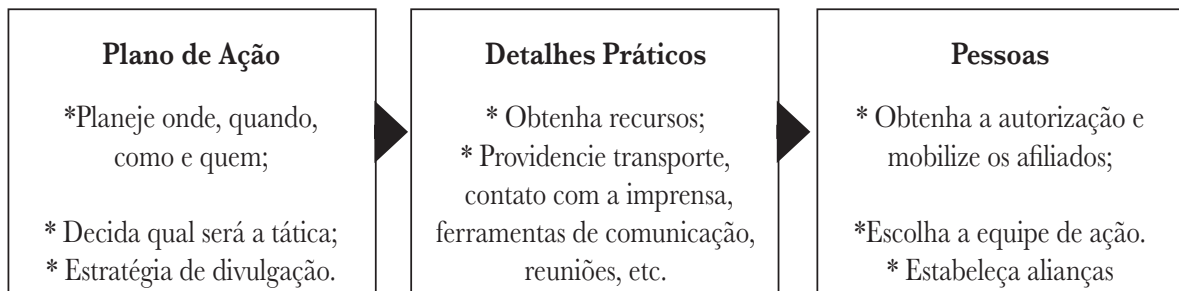 Plano de Ação
*Planeje onde, quando,
como e quem;
* Decida qual será a tática;
* Estratégia de divulgação.
Detalhes Práticos
* Obtenha recursos;
* Providencie transporte,
contato com a imprensa,
ferramentas de comunicação,
reuniões, etc.
Pessoas
* Obtenha a autorização e
mobilize os afiliados;
*Escolha a equipe de ação.
* Estabeleça alianças